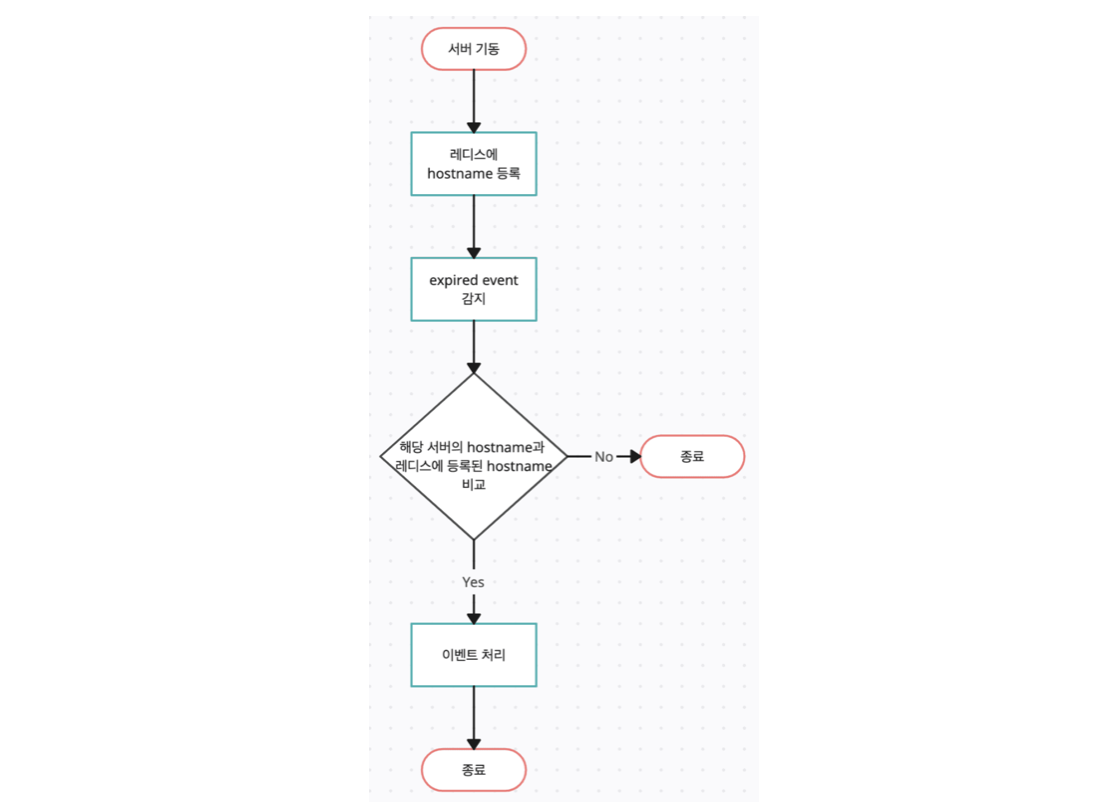 서버 기동
레디스에
hostname 등록
expired event
감지
해당 서버의 hostname과
레디스에 등록된 hostname
비교
No
종료
Yes
이벤트 처리
종료